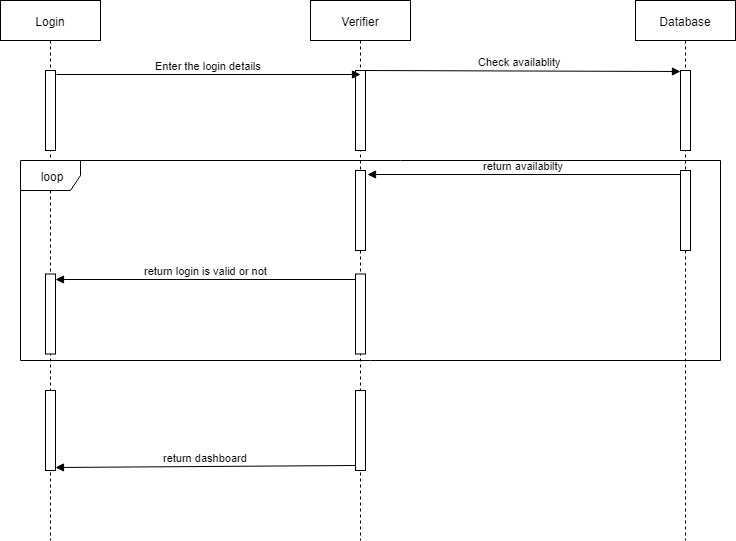 Login
Verifier
Database
Enter the login details
Check availablity
loop
return availabilty
return login is valid or not
return dashboard